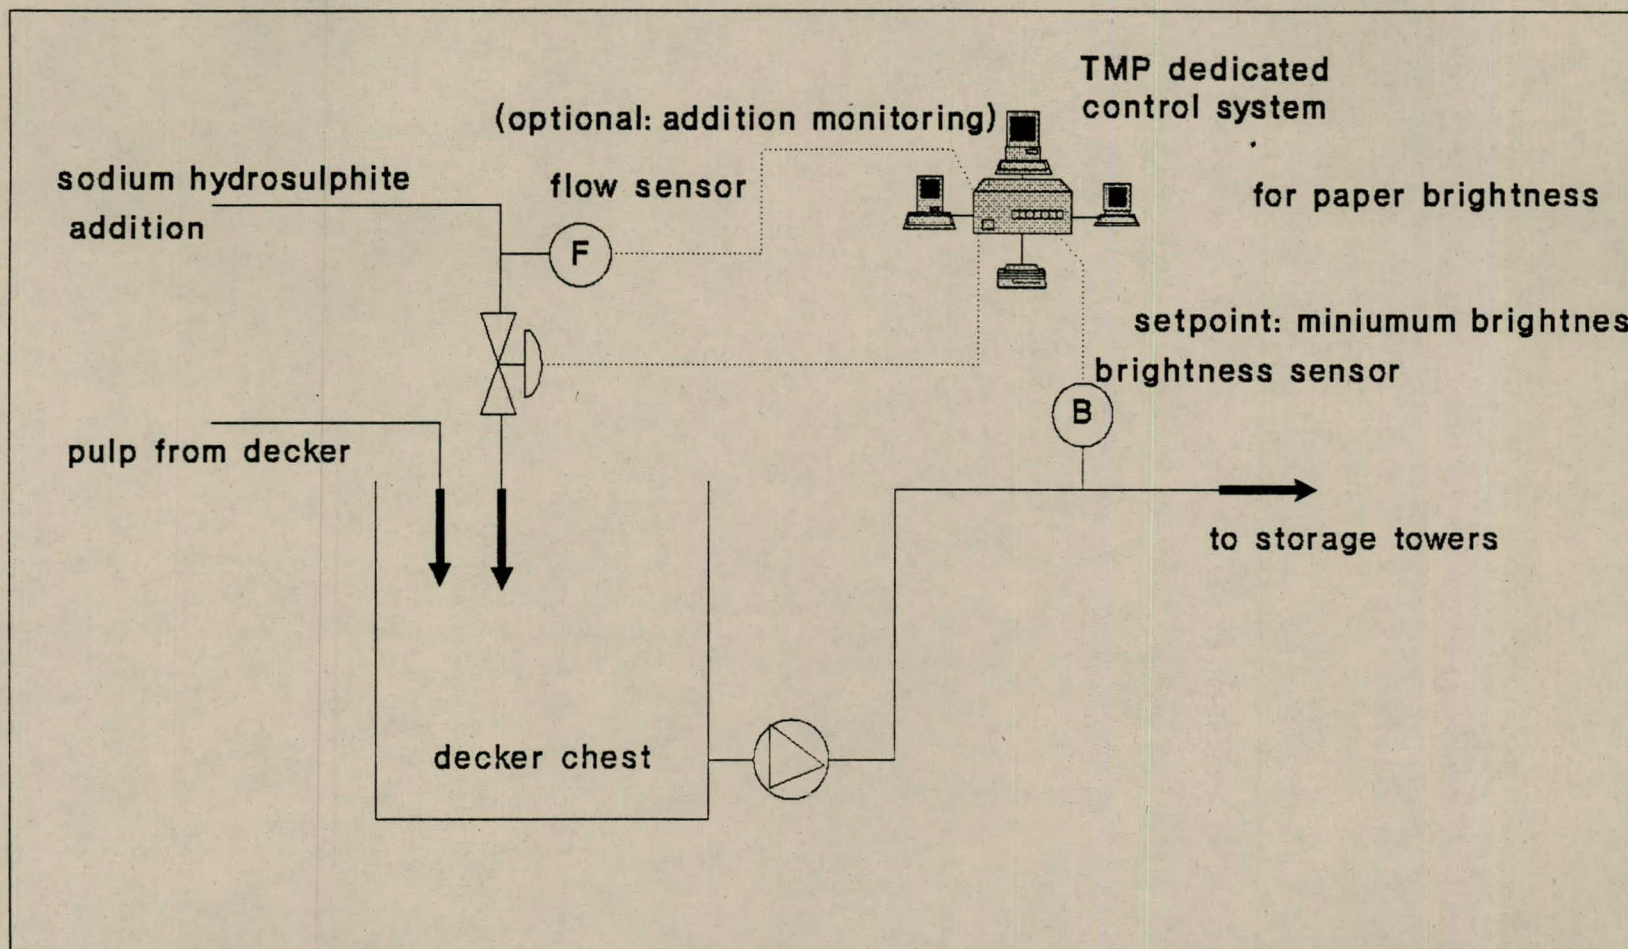 TMP dedicated
control system
(optional: addition monitoring)
sodium hydrosulphite
addition
flow sensor
for paper brightness
F
setpoint: miniumum brightnes
brightness sensor
B
pulp from decker
to storage towers
decker chest